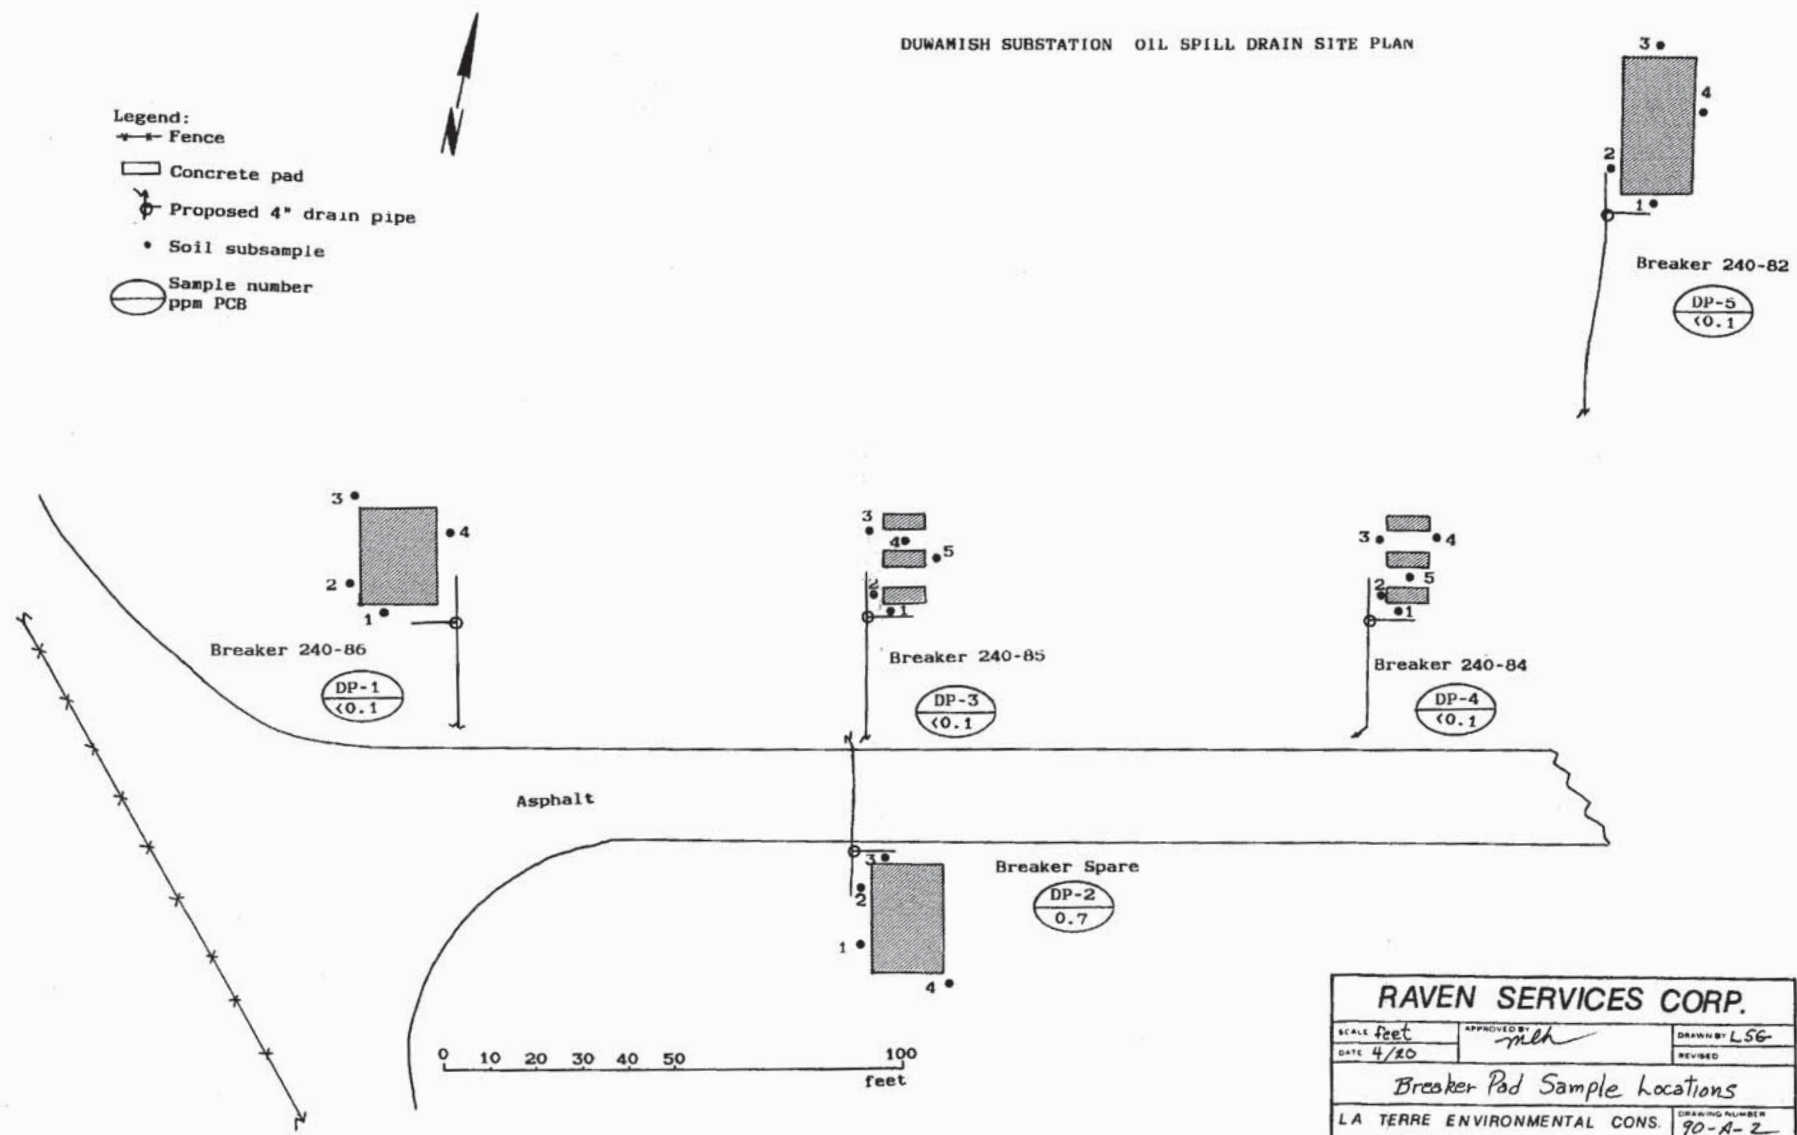 DUWAMISH SUBSTATION OIL SPILL DRAIN SITE PLAN
N
Legend:
Fence
Concrete pad
Proposed 4" drain pipe
Soil subsample
Sample number
ppm PCB
3
4
2
1
Breaker 240-82
DP-5
<0.1
3
4
2
1
Breaker 240-86
DP-1
<0.1
3
4
5
2
1
Breaker 240-85
DP-3
<0.1
3
4
5
2
1
Breaker 240-84
DP-4
<0.1
Asphalt
3
2
1
4
Breaker Spare
DP-2
0.7
0 10 20 30 40 50 100
feet
RAVEN SERVICES CORP.
SCALE feet
APPROVED BY mlh
DRAWN BY LSG
DATE 4/20
REVISED
Breaker Pad Sample Locations
LA TERRE ENVIRONMENTAL CONS.
DRAWING NUMBER
90-A-2